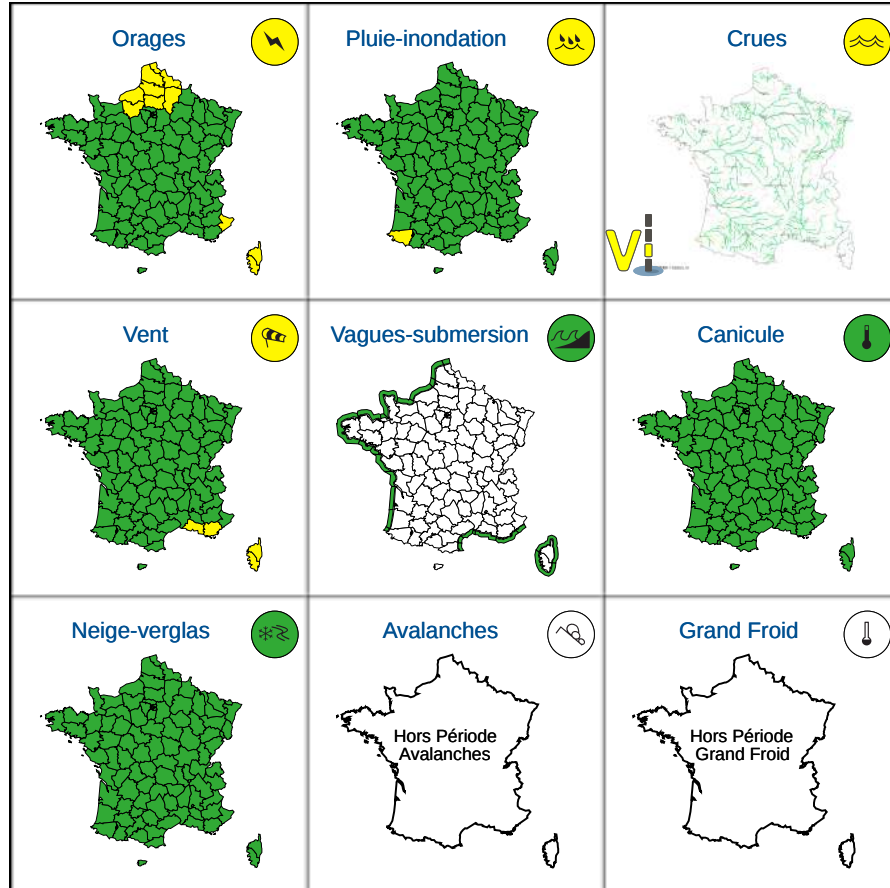 Orages
Pluie-inondation
Crues
Vi
Vent
Vagues-submersion
Canicule
Neige-verglas
Avalanches
Grand Froid
Hors Période
Avalanches
Hors Période
Grand Froid